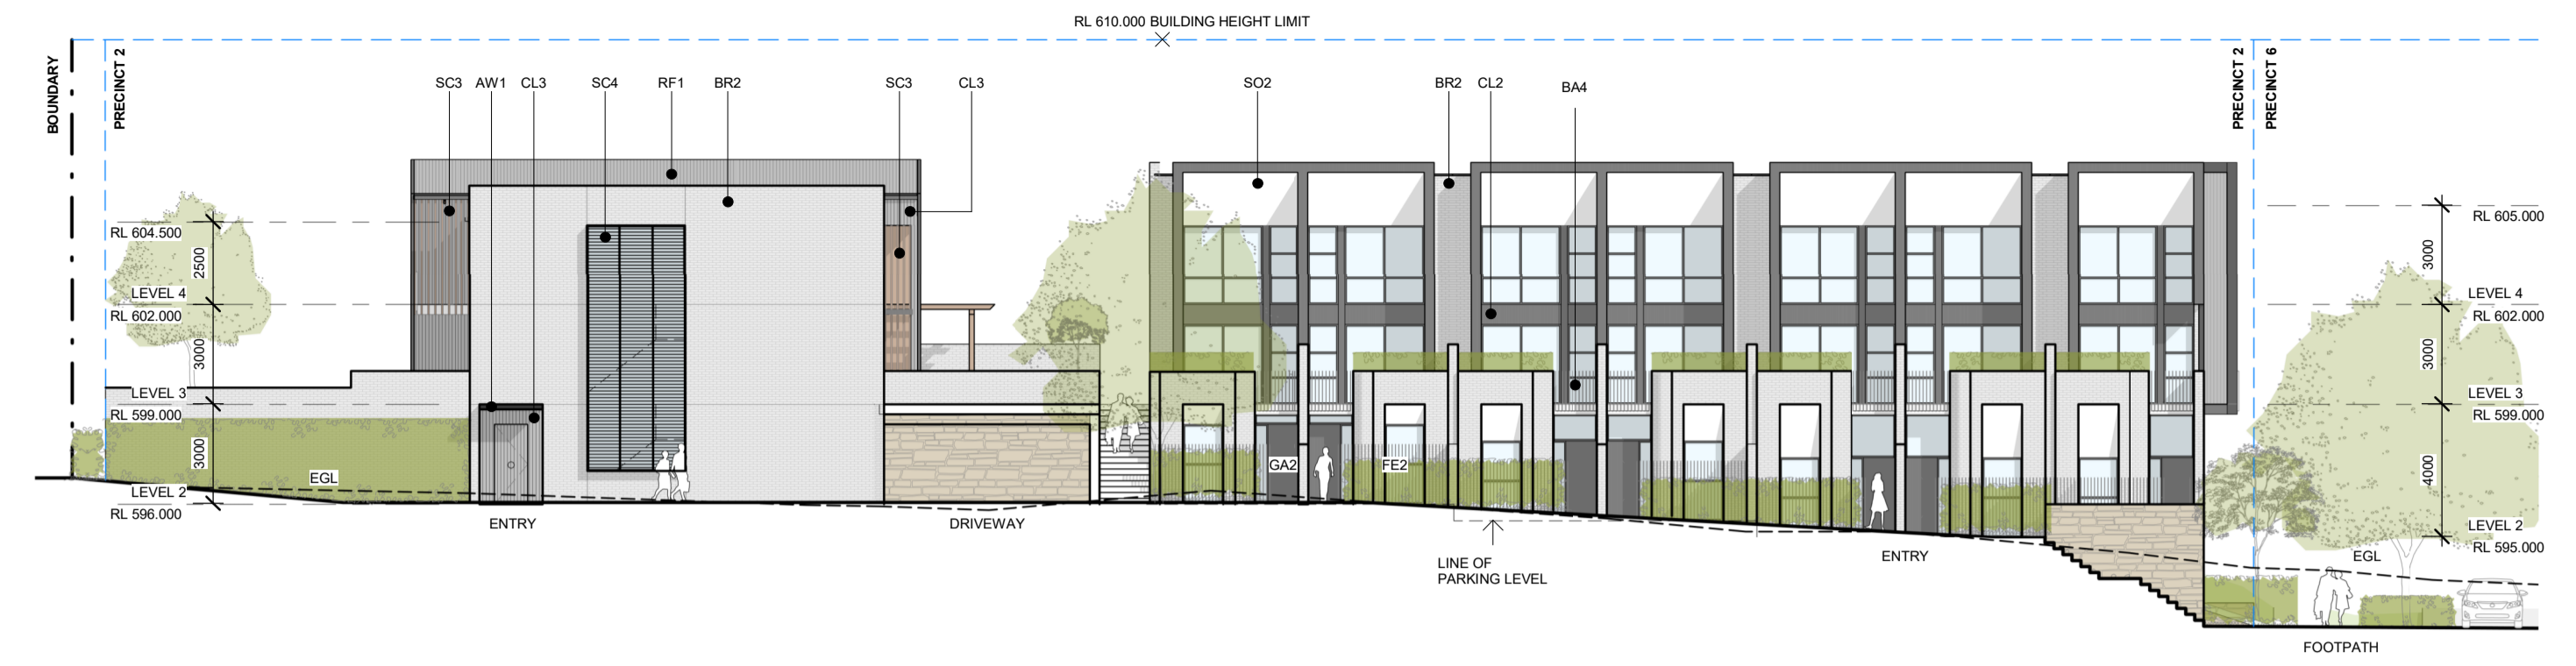 RL 610.000 BUILDING HEIGHT LIMIT
BOUNDARY
PRECINCT 2
PRECINCT 2
PRECINCT 6
SC3 AW1 CL3 SC4 RF1 BR2 SC3 CL3 SO2 BR2 CL2 BA4
RL 604.500
2500
LEVEL 4
RL 602.000
3000
LEVEL 3
RL 599.000
3000
LEVEL 2
RL 596.000
EGL
ENTRY
DRIVEWAY
GA2
FE2
LINE OF
PARKING LEVEL
ENTRY
RL 605.000
3000
LEVEL 4
RL 602.000
3000
LEVEL 3
RL 599.000
4000
LEVEL 2
RL 595.000
EGL
FOOTPATH